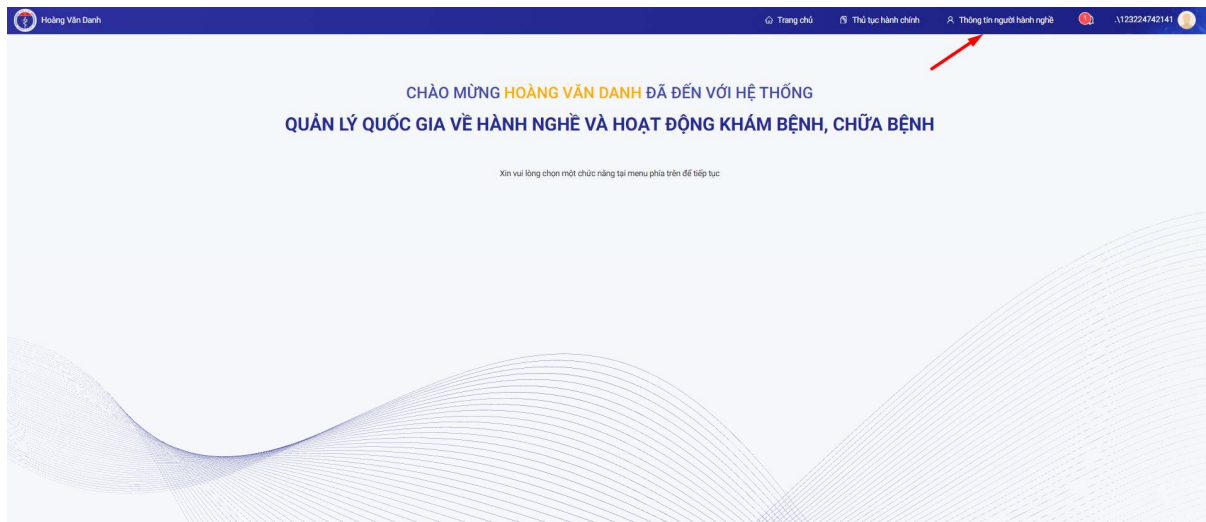 Hoàng Văn Danh
Trang chủ
Thủ tục hành chính
Thông tin người hành nghề
1
.\123224742141
CHÀO MỪNG HOÀNG VĂN DANH ĐÃ ĐẾN VỚI HỆ THỐNG
QUẢN LÝ QUỐC GIA VỀ HÀNH NGHỀ VÀ HOẠT ĐỘNG KHÁM BỆNH, CHỮA BỆNH
Xin vui lòng chọn một chức năng tại menu phía trên để tiếp tục